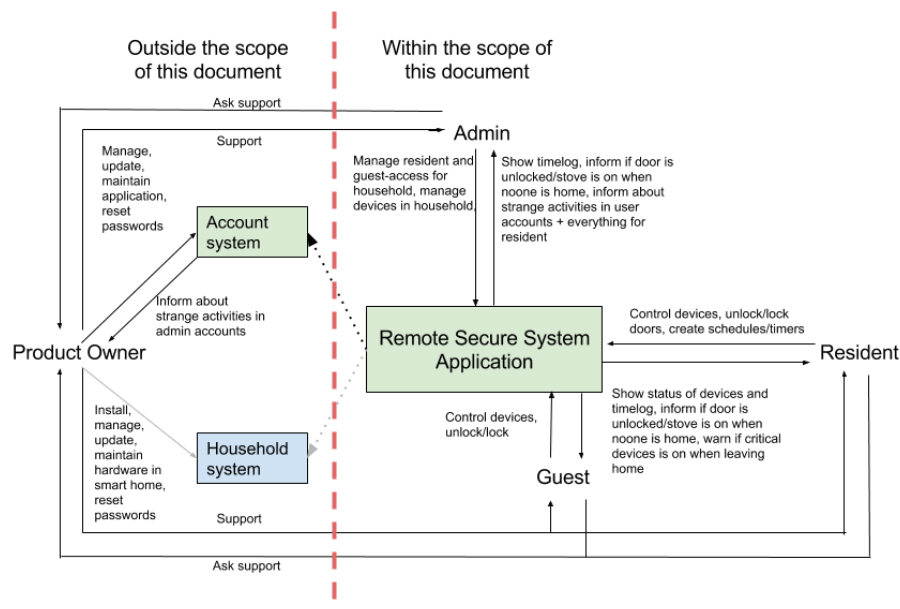 Outside the scope
of this document
Within the scope of
this document
Ask support
Support
Admin
Manage,
update,
maintain
application,
reset
passwords
Manage resident and
guest-access for
household, manage
devices in household,
Show timelog, inform if door is
unlocked/stove is on when
noone is home, inform about
strange activities in user
accounts + everything for
resident
Account
system
Inform about
strange activities in
admin accounts
Product Owner
Remote Secure System
Application
Control devices, unlock/lock
doors, create schedules/timers
Resident
Show status of devices and
timelog, inform if door is
unlocked/stove is on when
noone is home, warn if critical
devices is on when leaving
home
Control devices,
unlock/lock
Install,
manage,
update,
maintain
hardware in
smart home,
reset
passwords
Household
system
Guest
Support
Ask support